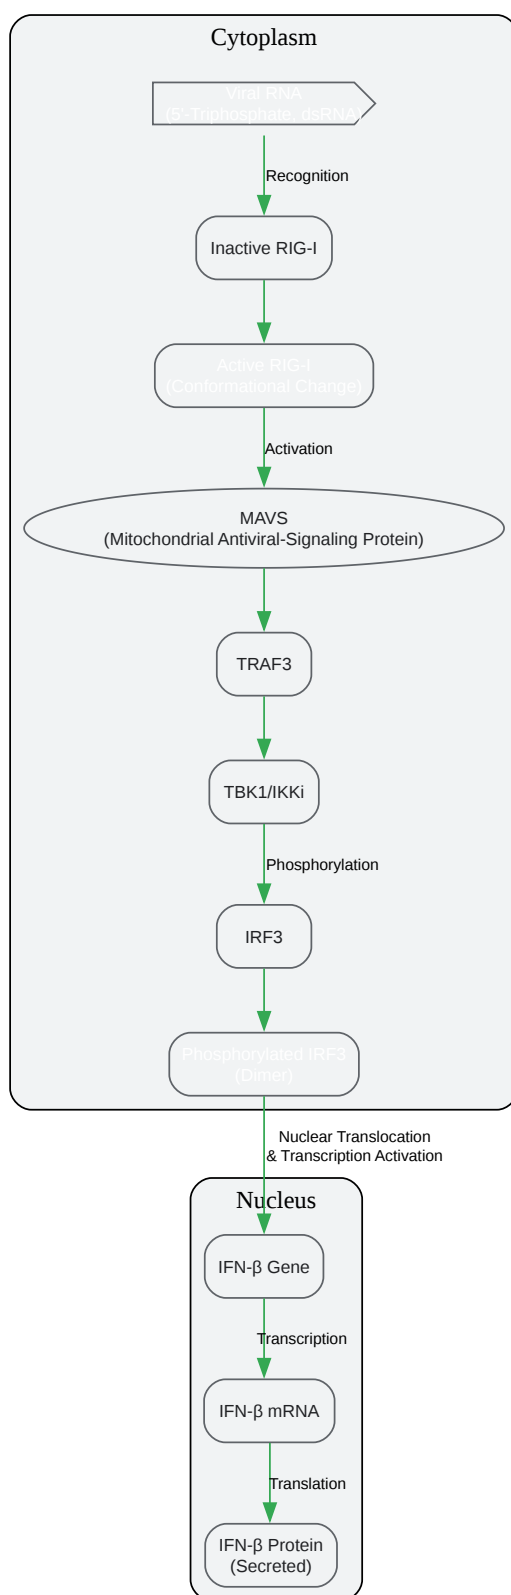 Cytoplasm
Viral RNA
(5'-Triphosphate, dsRNA)
Recognition
Inactive RIG-I
Active RIG-I
(Conformational Change)
Activation
MAVS
(Mitochondrial Antiviral-Signaling Protein)
TRAF3
TBK1/IKKi
Phosphorylation
IRF3
Phosphorylated IRF3
(Dimer)
Nuclear Translocation
& Transcription Activation
Nucleus
IFN-β Gene
Transcription
IFN-β mRNA
Translation
IFN-β Protein
(Secreted)